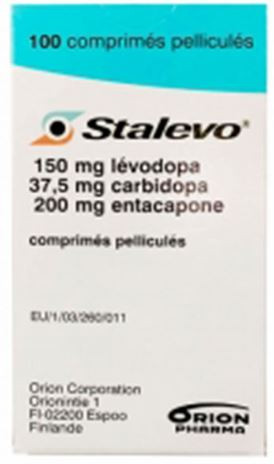 100 comprimés pelliculés
Stalevo®
150 mg lévodopa
37,5 mg carbidopa
200 mg entacapone
comprimés pelliculés
EU/1/03/260/011
Orion Corporation
Orionintie 1
FI-02200 Espoo
Finlande
ORION
PHARMA